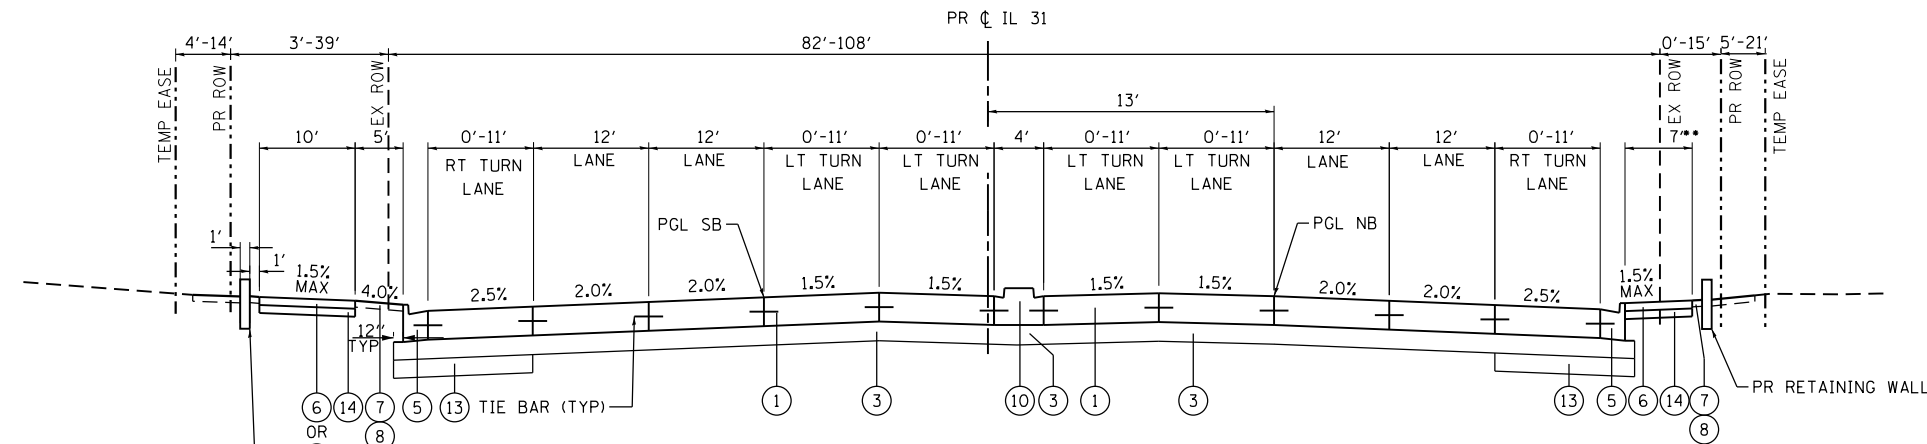 PR ℄ IL 31
4'-14' 3'-39' 82'-108' 0'-15' 5'-21'
TEMP EASE
PR ROW
EX ROW
EX ROW
PR ROW
TEMP EASE
13'
10' 5' 0'-11' 12' 12' 0'-11' 0'-11' 4' 0'-11' 0'-11' 12' 12' 0'-11' 7'**
RT TURN LANE
LANE
LANE
LT TURN LANE
LT TURN LANE
LT TURN LANE
LT TURN LANE
LANE
LANE
RT TURN LANE
PGL SB
PGL NB
1'
1'
1.5% MAX
4.0% 2.5% 2.0% 2.0% 1.5% 1.5% 1.5% 1.5% 2.0% 2.0% 2.5%
1.5% MAX
12" TYP
6 14 7 5 13 TIE BAR (TYP) 1 3 10 3 1 3 13 5 6 14 7
PR RETAINING WALL
OR 8 8